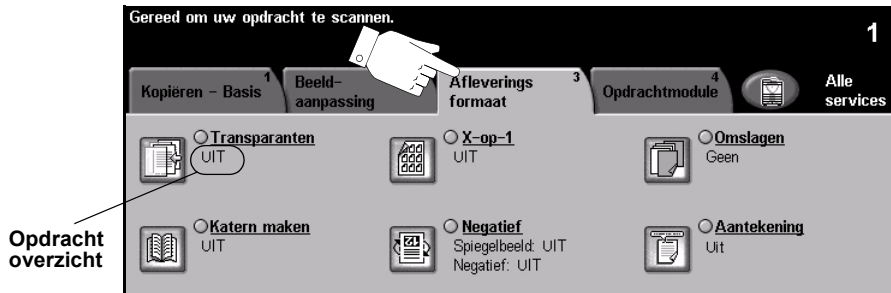 Gereed om uw opdracht te scannen.
1
Kopiëren - Basis 1
Beeld-
aanpassing
Afleverings 3
formaat
Opdrachtmodule 4
Alle
services
Transparanten
UIT
X-op-1
UIT
Omslagen
Geen
Opdracht
overzicht
Katern maken
UIT
Negatief
Spiegelbeeld: UIT
Negatief: UIT
Aantekening
Uit